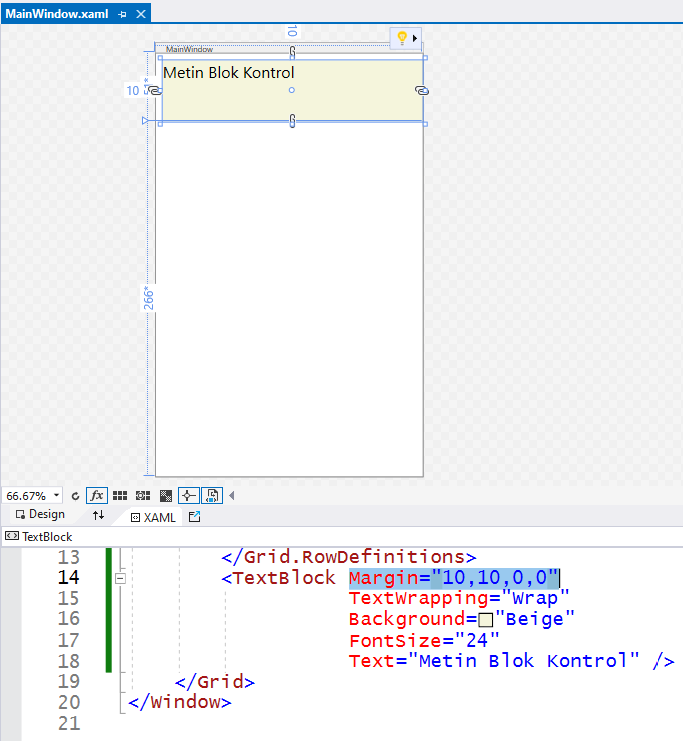 MainWindow.xaml
10
MainWindow
Metin Blok Kontrol
10
266*
66.67%
fx
Design
XAML
TextBlock
13 </Grid.RowDefinitions>
14 <TextBlock Margin="10,10,0,0"
15 TextWrapping="Wrap"
16 Background="Beige"
17 FontSize="24"
18 Text="Metin Blok Kontrol" />
19 </Grid>
20 </Window>
21